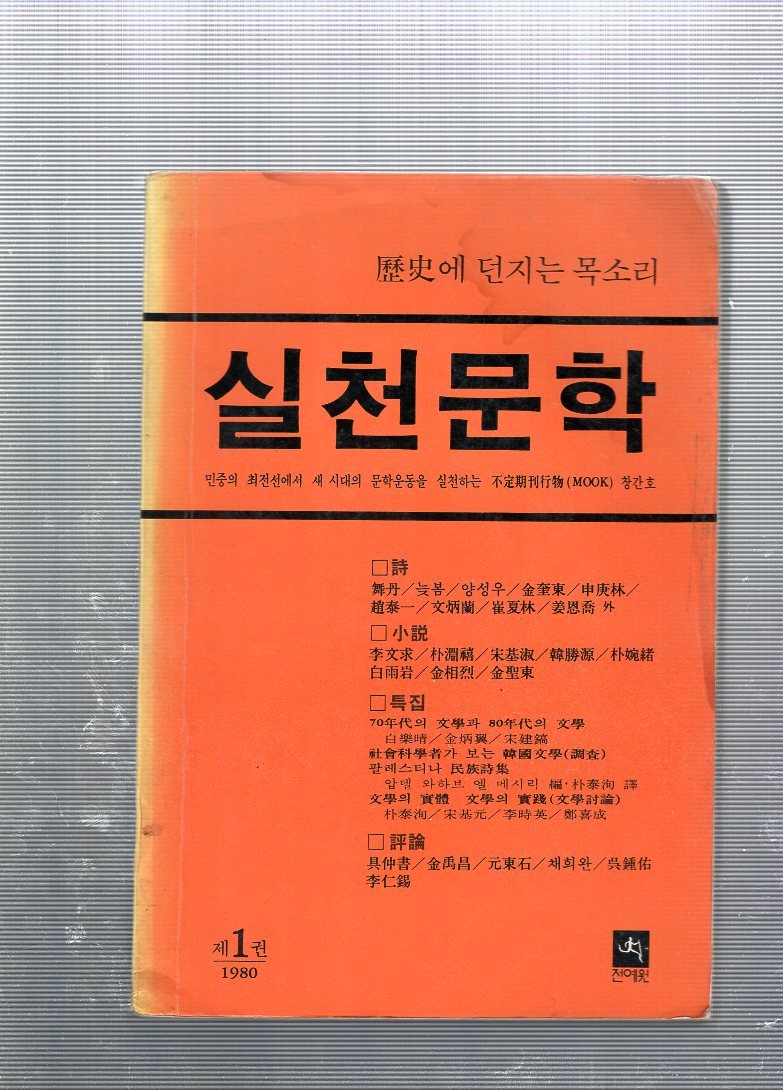 歷史에 던지는 목소리
실천문학
민중의 최전선에서 새 시대의 문학운동을 실천하는 不定期刊行物(MOOK) 창간호
□詩
舞丹／늦봄／양성우／金奎東／申庚林／
趙泰一／文炳蘭／崔夏林／姜恩喬 外
□小説
李文求／朴淵禧／宋基淑／韓勝源／朴婉緖
白雨岩／金相烈／金聖東
□특집
70年代의 文學과 80年代의 文學
白樂晴／金炳翼／宋建鎬
社會科學者가 보는 韓國文學(調査)
팔레스티나 民族詩集
압델 와하브 엘 메시리 編·朴泰洵 譯
文學의 實體 文學의 實踐(文學討論)
朴泰洵／宋基元／李時英／鄭喜成
□評論
具仲書／金禹昌／元東石／채희완／吳鍾佑
李仁錫
제1권
1980
전예원